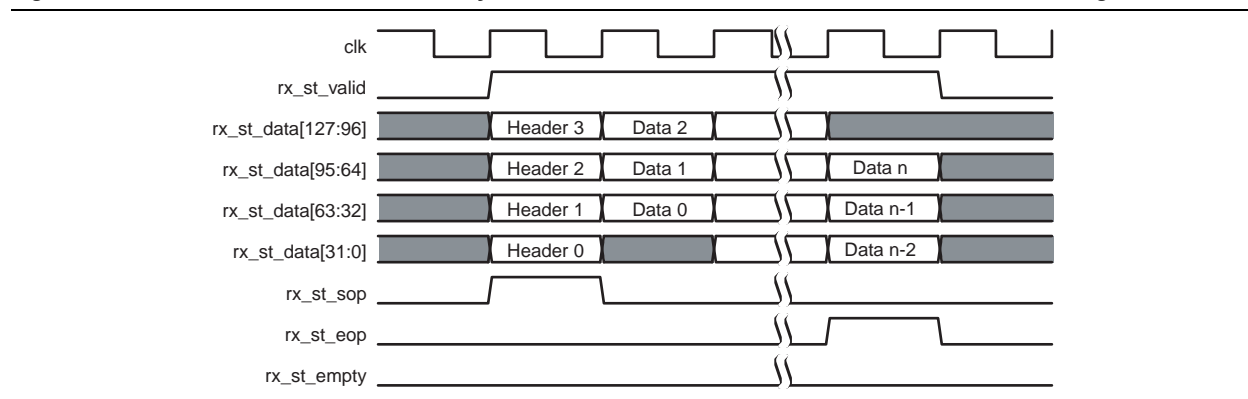 clk
rx_st_valid
rx_st_data[127:96] Header 3 Data 2
rx_st_data[95:64] Header 2 Data 1 Data n
rx_st_data[63:32] Header 1 Data 0 Data n-1
rx_st_data[31:0] Header 0 Data n-2
rx_st_sop
rx_st_eop
rx_st_empty